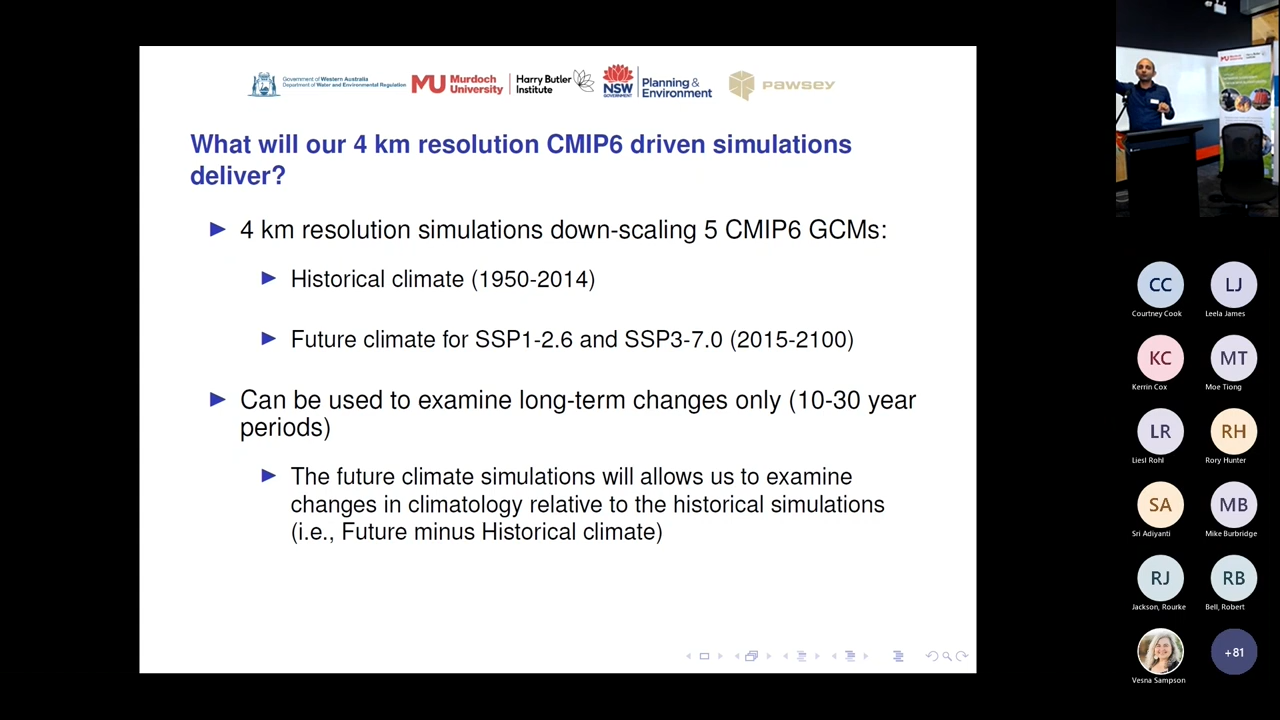 Government of Western Australia
Department of Water and Environmental Regulation
MU Murdoch University
Harry Butler Institute
NSW GOVERNMENT
Planning & Environment
PAWSEY
What will our 4 km resolution CMIP6 driven simulations
deliver?
4 km resolution simulations down-scaling 5 CMIP6 GCMs:
Historical climate (1950-2014)
Future climate for SSP1-2.6 and SSP3-7.0 (2015-2100)
Can be used to examine long-term changes only (10-30 year
periods)
The future climate simulations will allows us to examine
changes in climatology relative to the historical simulations
(i.e., Future minus Historical climate)
CC
LJ
Courtney Cook
Leela James
KC
MT
Kerrin Cox
Moe Tiong
LR
RH
Liesl Rohl
Rory Hunter
SA
MB
Sri Adiyanti
Mike Burbridge
RJ
RB
Jackson, Rourke
Bell, Robert
+81
Vesna Sampson